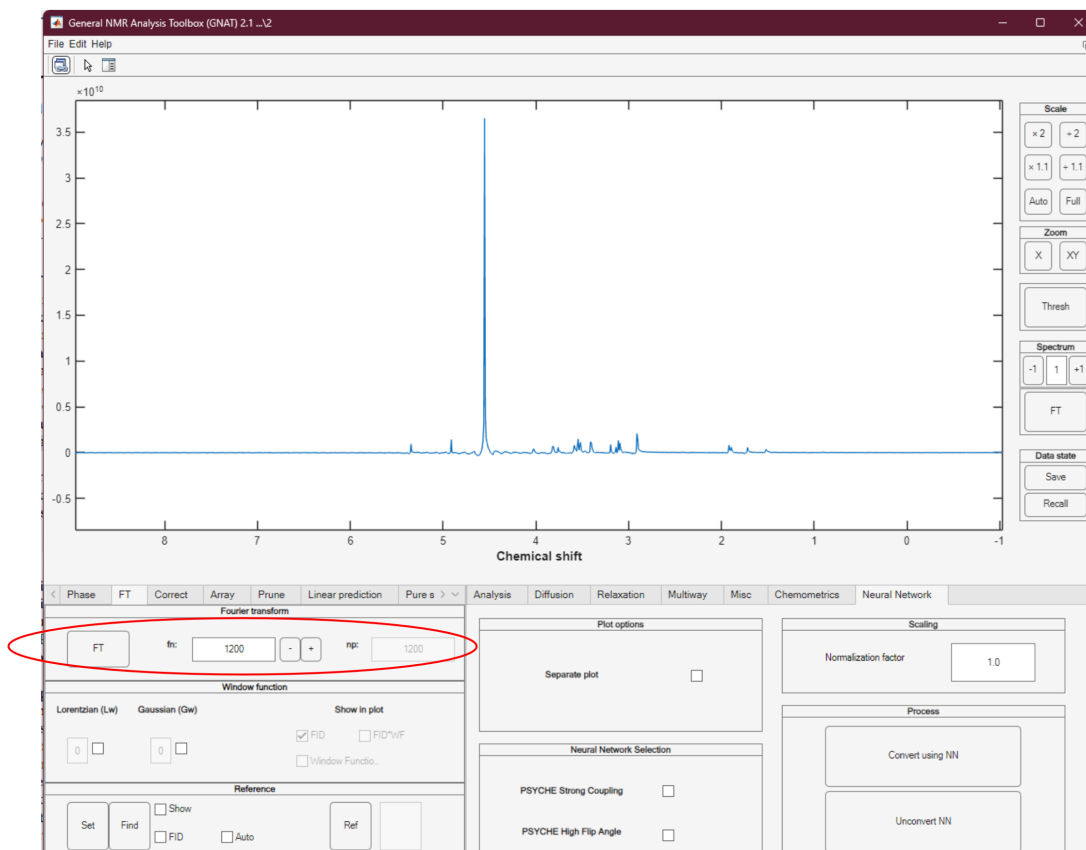 General NMR Analysis Toolbox (GNAT) 2.1 ...\2
File Edit Help
×10^10
3.5
3
2.5
2
1.5
1
0.5
0
-0.5
8 7 6 5 4 3 2 1 0 -1
Chemical shift
Scale
× 2 ÷ 2
× 1.1 ÷ 1.1
Auto Full
Zoom
X XY
Thresh
Spectrum
-1 1 +1
FT
Data state
Save
Recall
Phase FT Correct Array Prune Linear prediction Pure s
Fourier transform
FT fn: 1200 - + np: 1200
Window function
Lorentzian (Lw) Gaussian (Gw) Show in plot
0 0 FID FID*WF
Window Functio..
Reference
Set Find Show Ref
FID Auto
Analysis Diffusion Relaxation Multiway Misc Chemometrics Neural Network
Plot options
Separate plot
Neural Network Selection
PSYCHE Strong Coupling
PSYCHE High Flip Angle
Scaling
Normalization factor 1.0
Process
Convert using NN
Unconvert NN